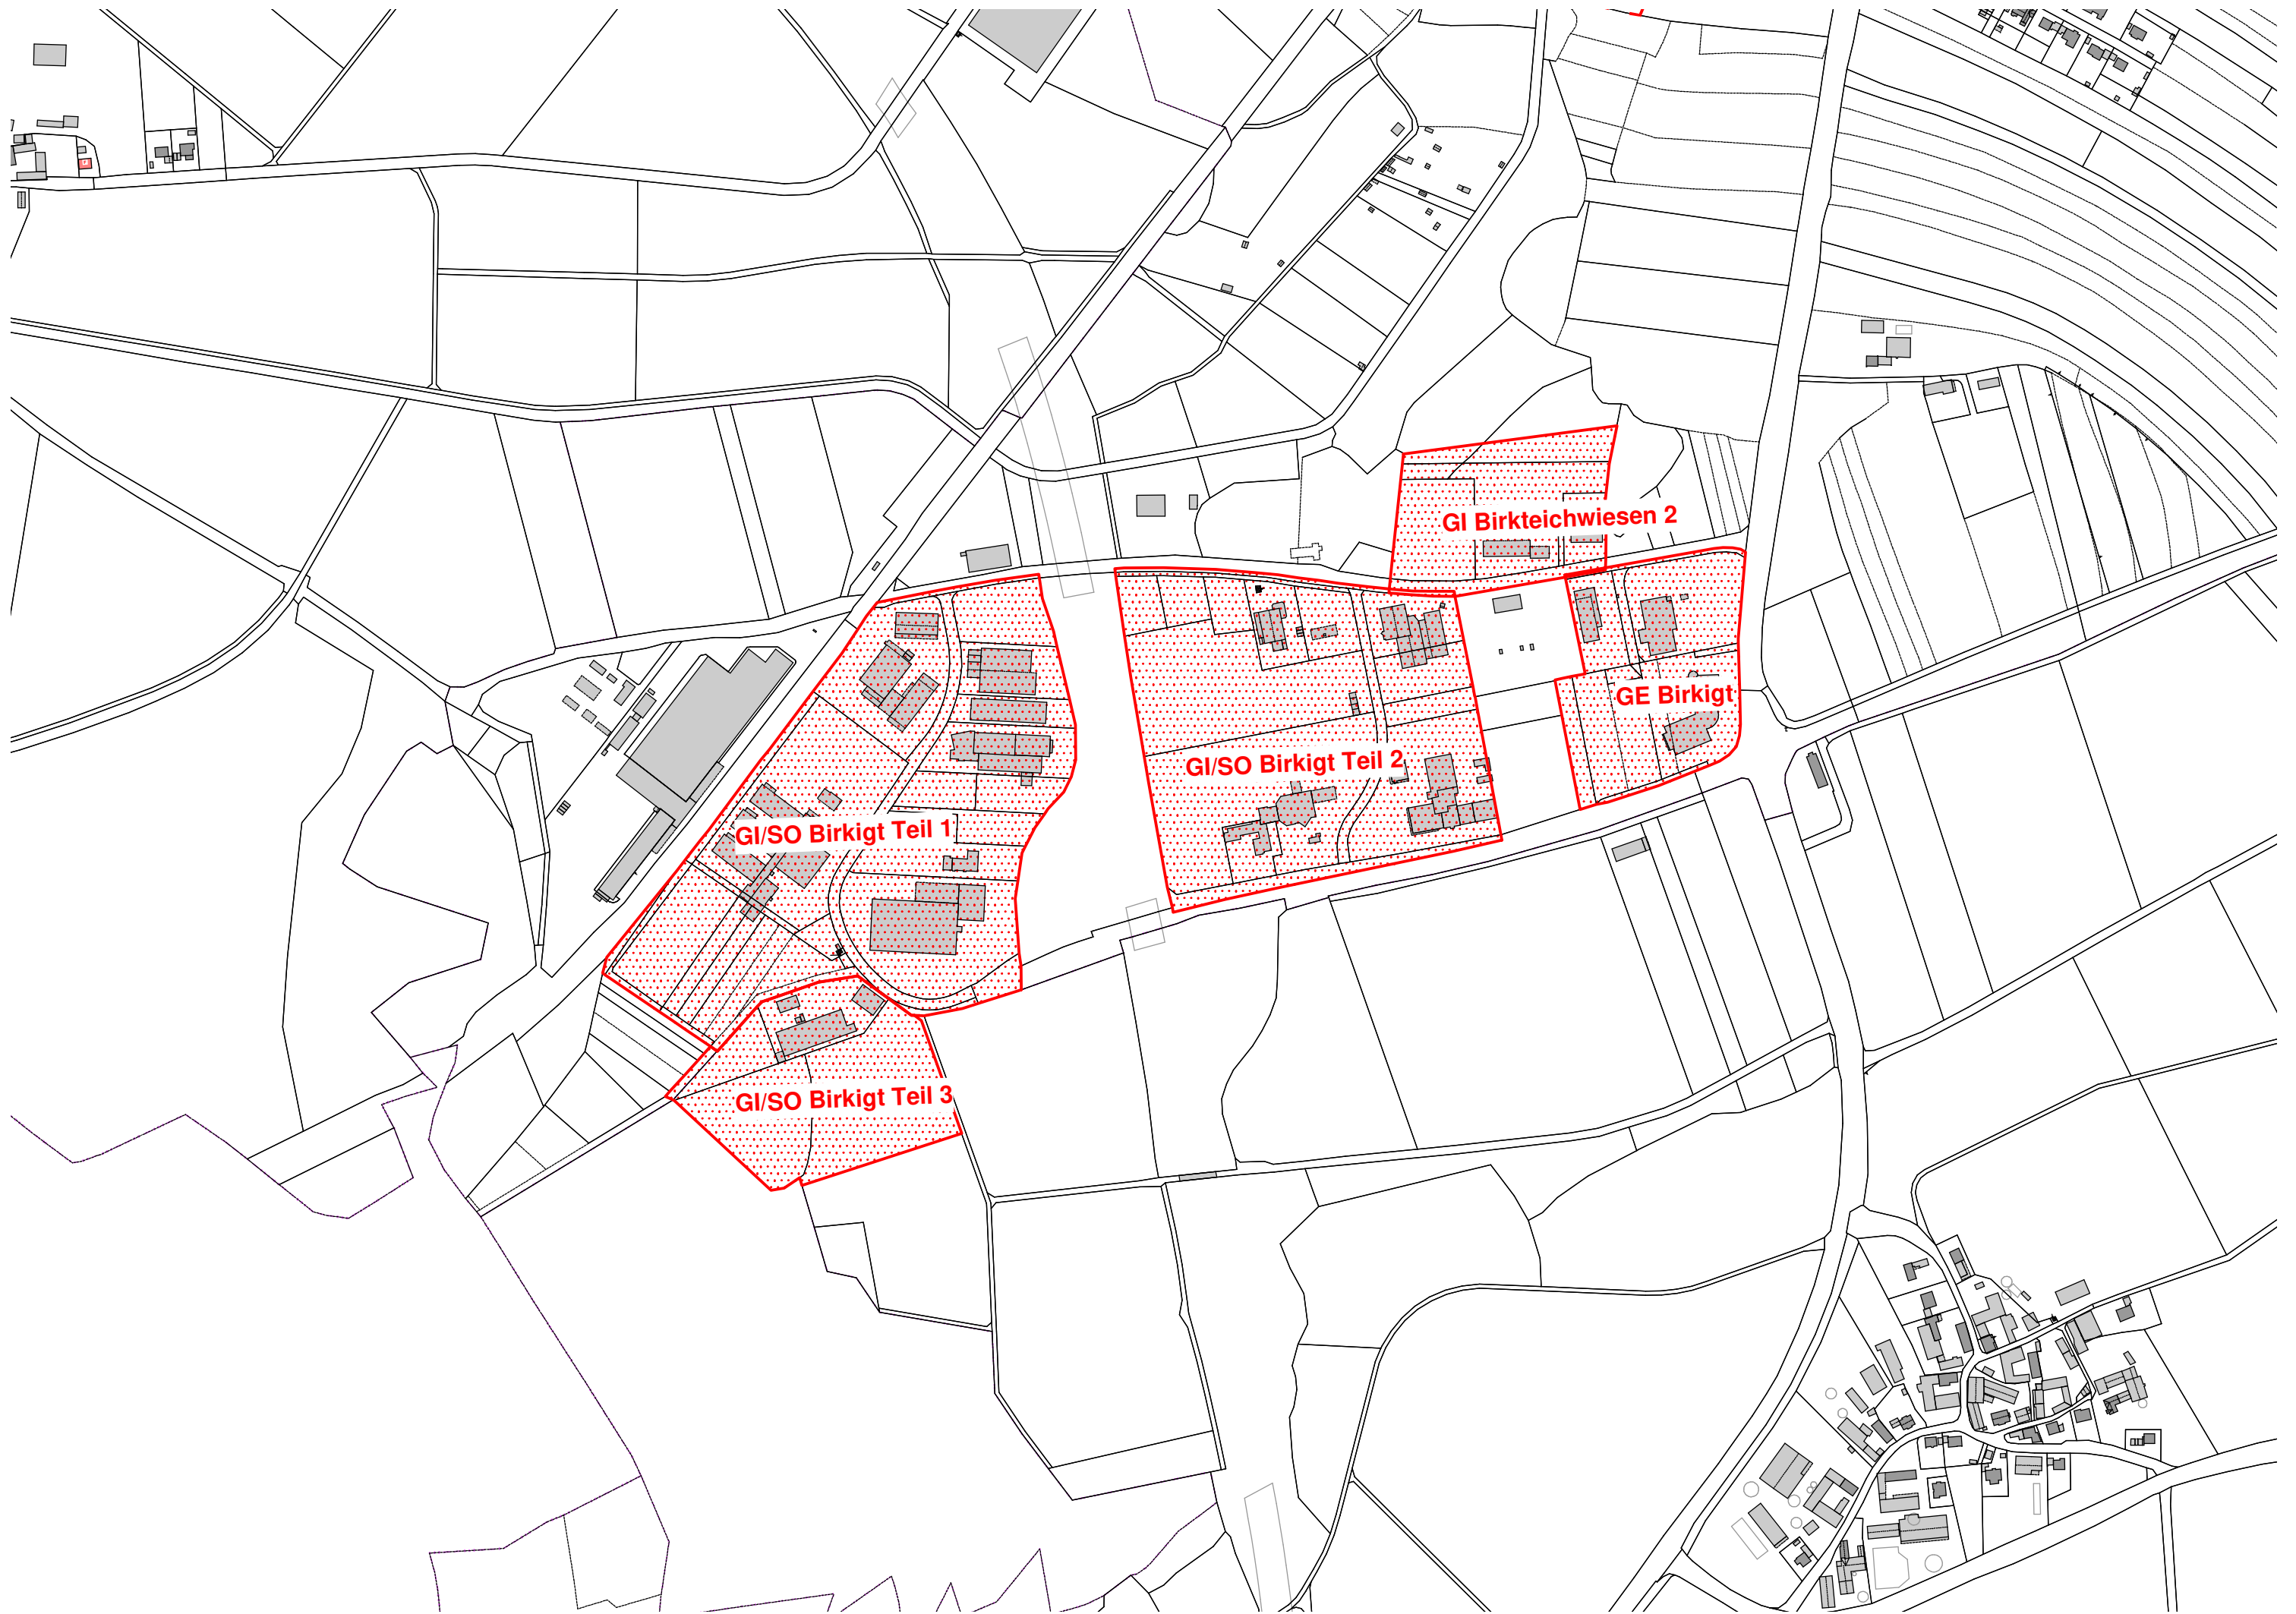 GI Birkteichwiesen 2
GE Birkigt
GI/SO Birkigt Teil 2
GI/SO Birkigt Teil 1
GI/SO Birkigt Teil 3